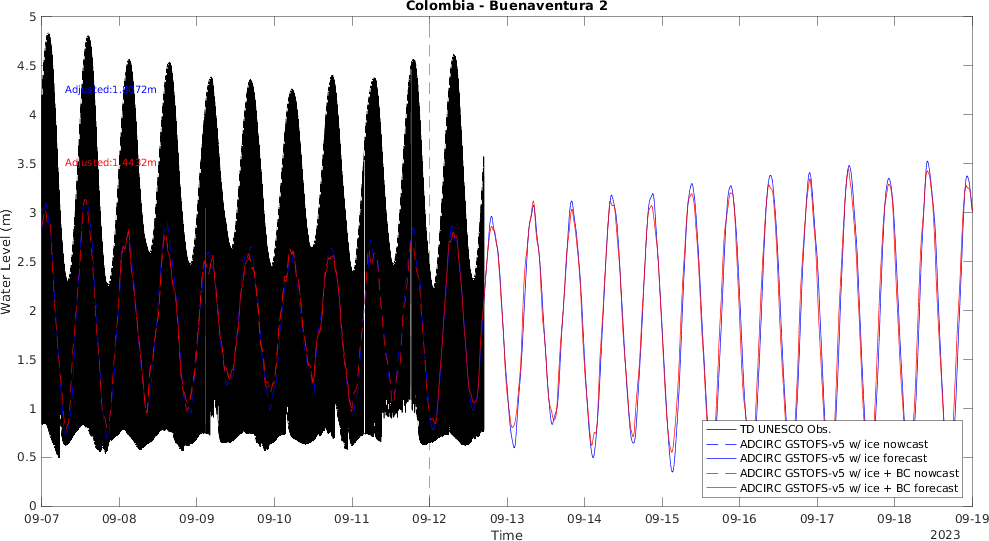 Colombia - Buenaventura 2
5
4.5
4
3.5
3
2.5
2
1.5
1
0.5
0
Water Level (m)
Adjusted:1.4432m
TD UNESCO Obs.
ADCIRC GSTOFS-v5 w/ ice nowcast
ADCIRC GSTOFS-v5 w/ ice forecast
ADCIRC GSTOFS-v5 w/ ice + BC nowcast
ADCIRC GSTOFS-v5 w/ ice + BC forecast
09-07 09-08 09-09 09-10 09-11 09-12 09-13 09-14 09-15 09-16 09-17 09-18 09-19
Time
2023